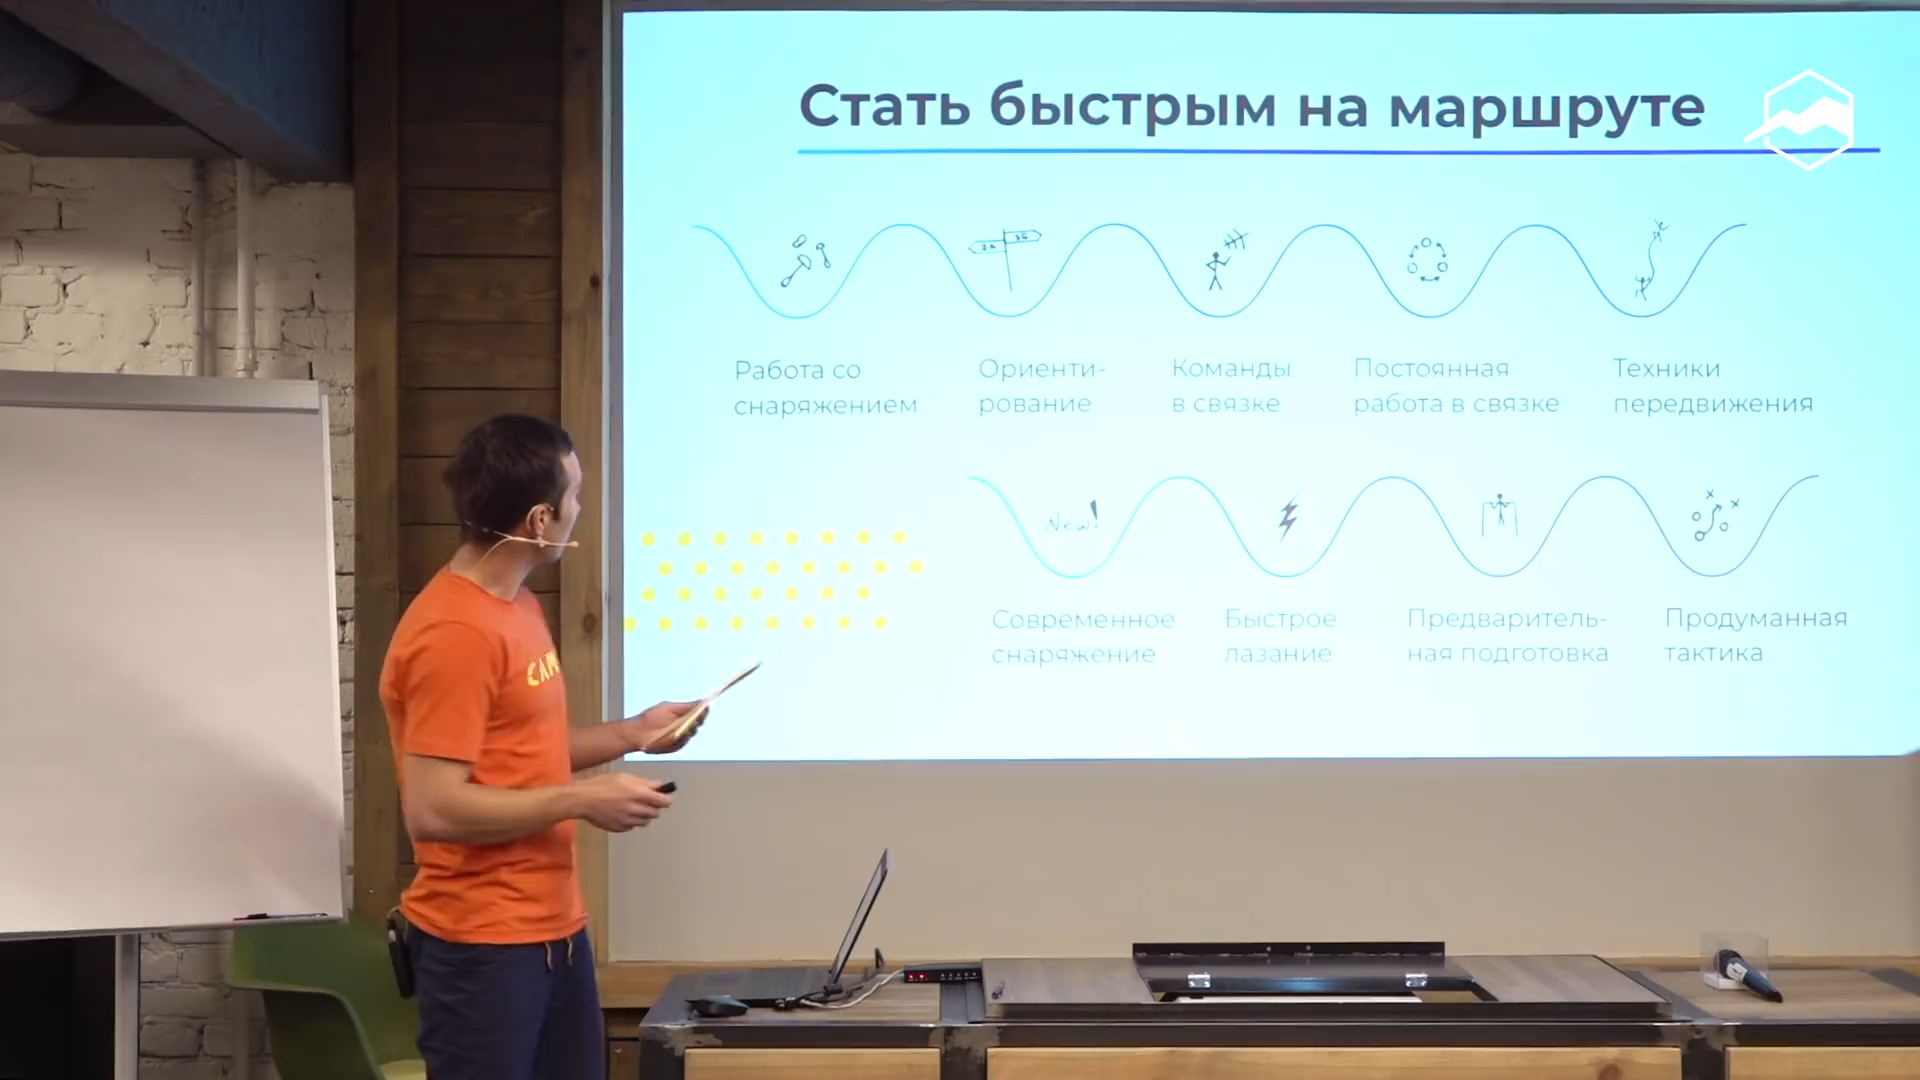 Стать быстрым на маршруте
Работа со
снаряжением
Ориенти-
рование
Команды
в связке
Постоянная
работа в связке
Техники
передвижения
New!
Современное
снаряжение
Быстрое
лазание
Предваритель-
ная подготовка
Продуманная
тактика